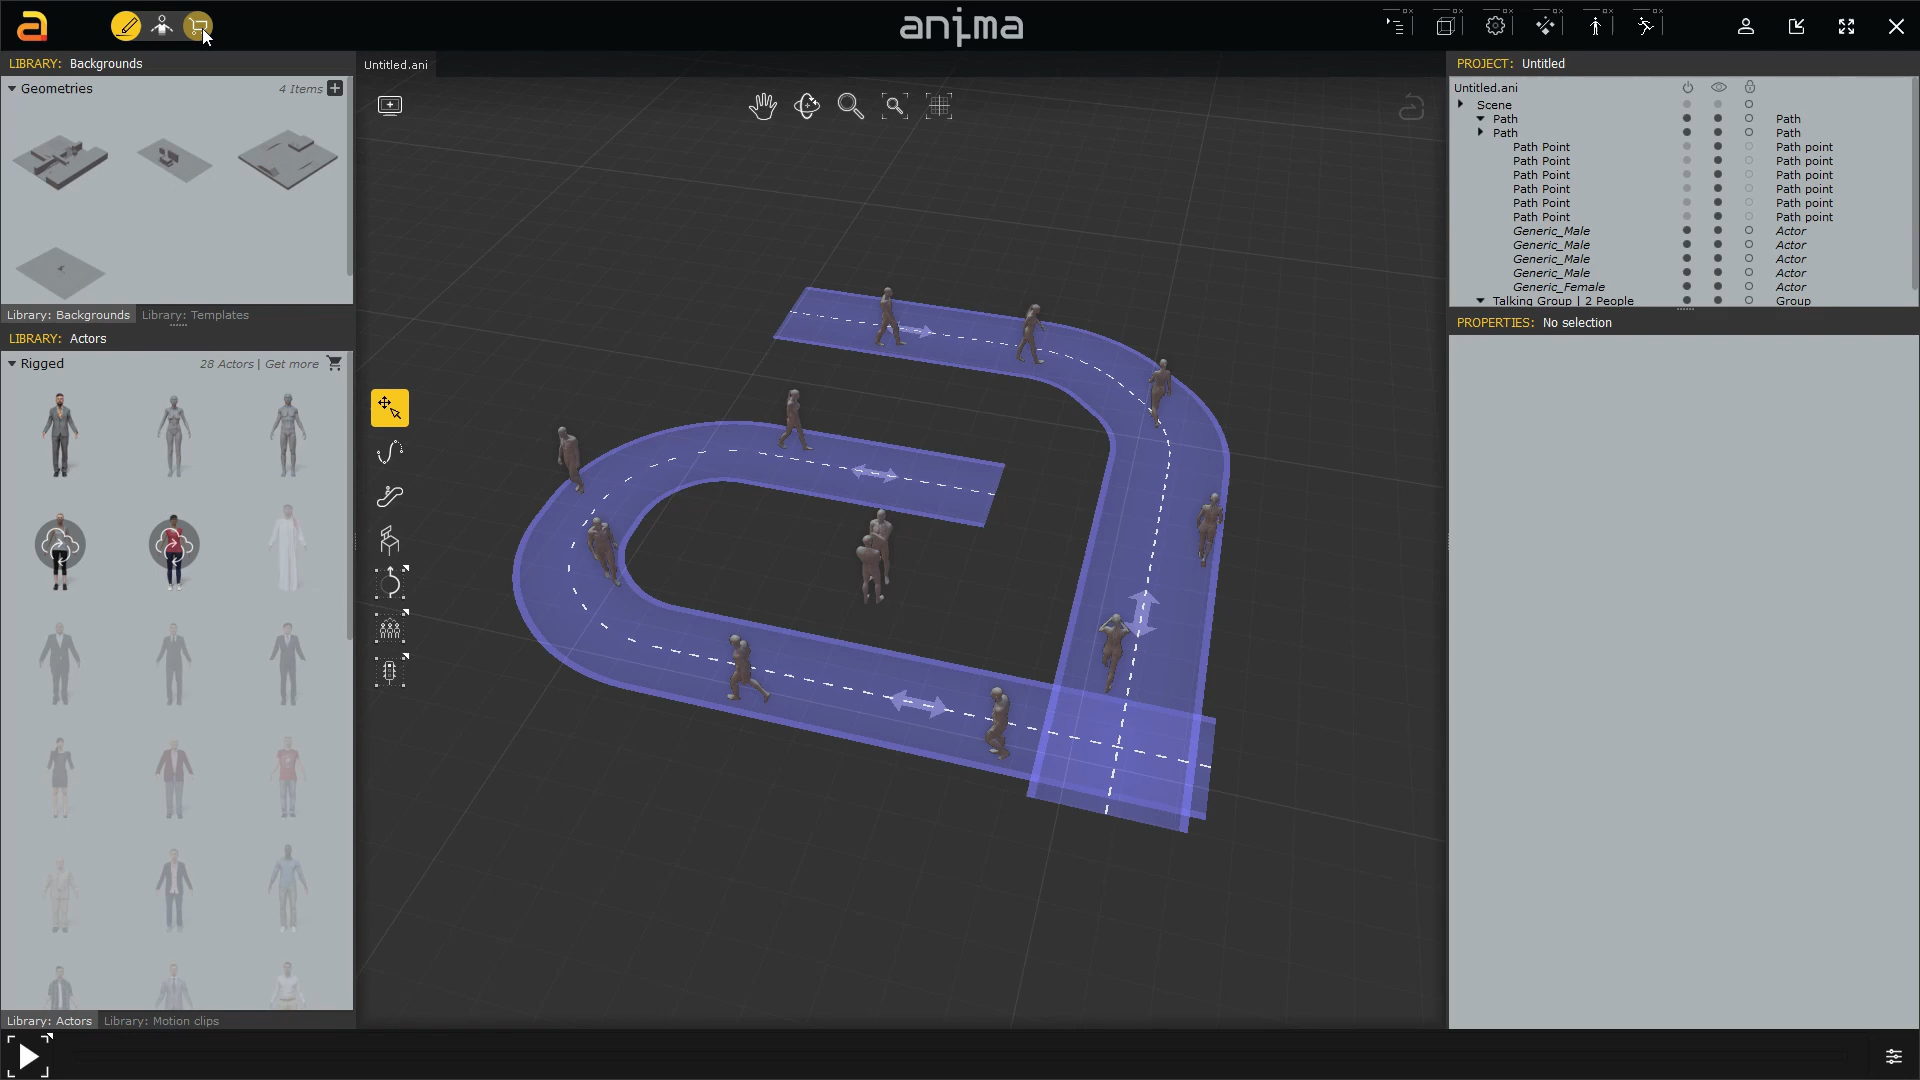 anima
LIBRARY: Backgrounds
Geometries
4 Items
Library: Backgrounds
Library: Templates
LIBRARY: Actors
Rigged
28 Actors | Get more
Library: Actors
Library: Motion clips
Untitled.ani
PROJECT: Untitled
Untitled.ani
Scene
Path Path
Path Path
Path Point Path point
Path Point Path point
Path Point Path point
Path Point Path point
Path Point Path point
Path Point Path point
Generic_Male Actor
Generic_Male Actor
Generic_Male Actor
Generic_Male Actor
Generic_Female Actor
Talking Group | 2 People Group
PROPERTIES: No selection